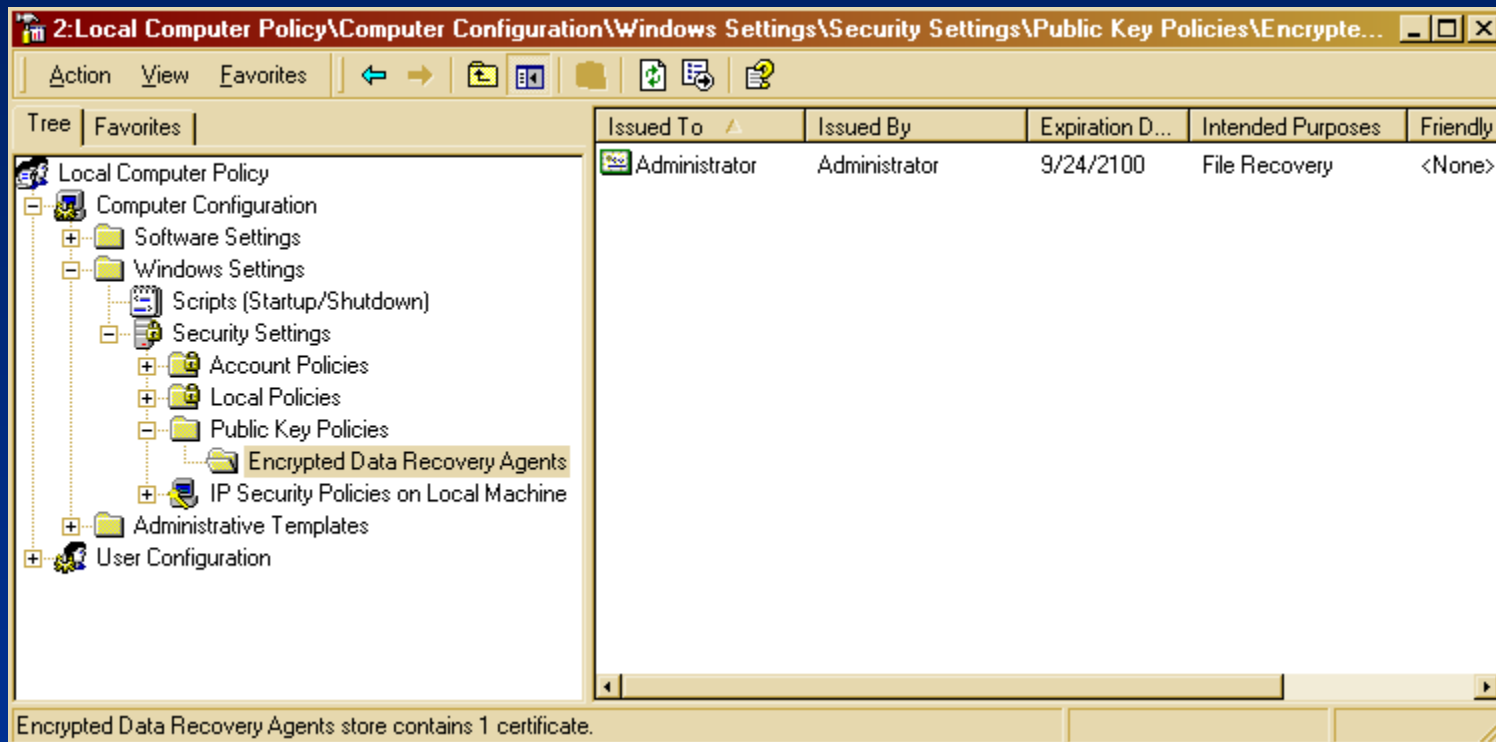 2:Local Computer Policy\Computer Configuration\Windows Settings\Security Settings\Public Key Policies\Encrypte...
Action View Favorites
Tree Favorites
Local Computer Policy
Computer Configuration
Software Settings
Windows Settings
Scripts (Startup/Shutdown)
Security Settings
Account Policies
Local Policies
Public Key Policies
Encrypted Data Recovery Agents
IP Security Policies on Local Machine
Administrative Templates
User Configuration
Issued To Issued By Expiration D... Intended Purposes Friendly
Administrator Administrator 9/24/2100 File Recovery <None>
Encrypted Data Recovery Agents store contains 1 certificate.